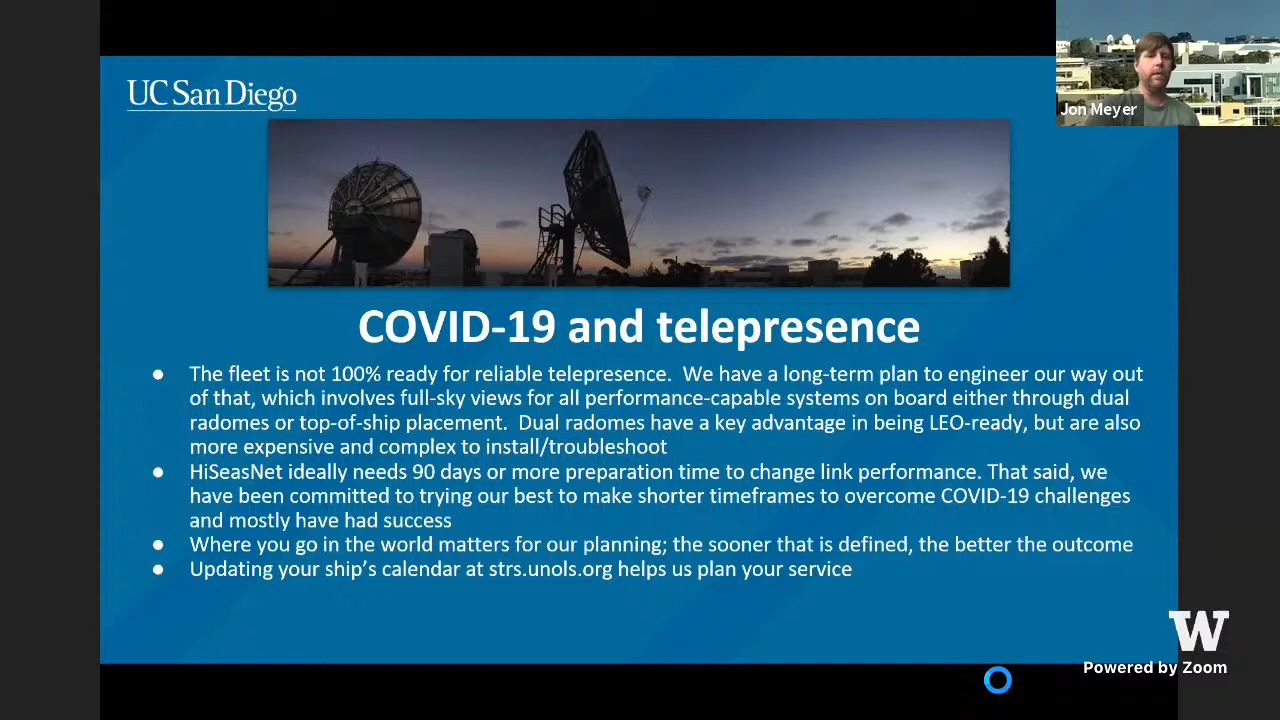 UC San Diego
Jon Meyer
COVID-19 and telepresence
● The fleet is not 100% ready for reliable telepresence.  We have a long-term plan to engineer our way out
of that, which involves full-sky views for all performance-capable systems on board either through dual
radomes or top-of-ship placement.  Dual radomes have a key advantage in being LEO-ready, but are also
more expensive and complex to install/troubleshoot
● HiSeasNet ideally needs 90 days or more preparation time to change link performance. That said, we
have been committed to trying our best to make shorter timeframes to overcome COVID-19 challenges
and mostly have had success
● Where you go in the world matters for our planning; the sooner that is defined, the better the outcome
● Updating your ship's calendar at strs.unols.org helps us plan your service
W
Powered by Zoom